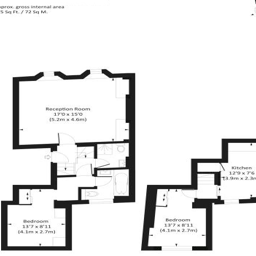 pprox. gross internal area
5 Sq Ft. / 72 Sq M.
Reception Room
17'0 x 15'0
(5.2m x 4.6m)
Kitchen
12'9 x 7'6
(3.9m x 2.3
Bedroom
13'7 x 8'11
(4.1m x 2.7m)
Bedroom
13'7 x 8'11
(4.1m x 2.7m)